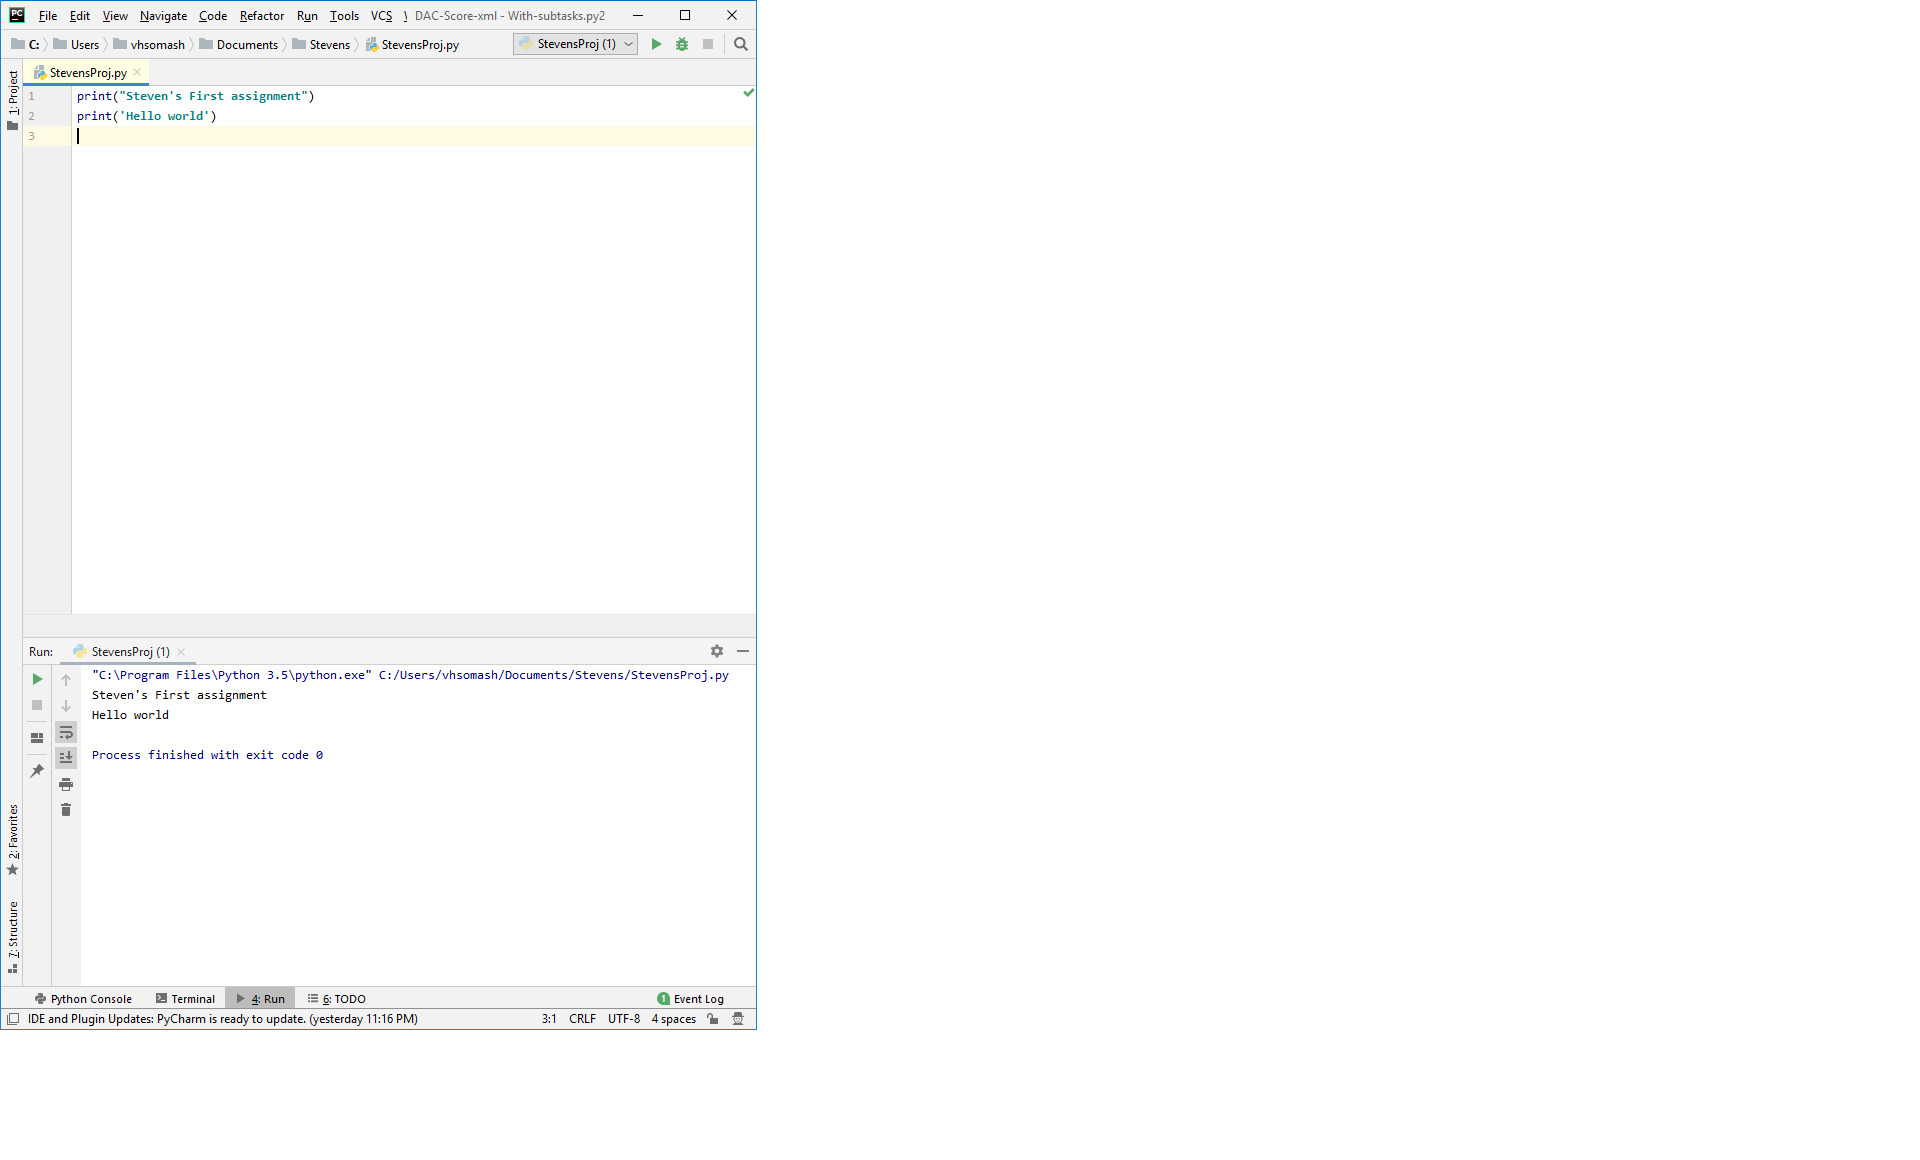 PC File Edit View Navigate Code Refactor Run Tools VCS \ DAC-Score-xml - With-subtasks.py2
C: Users vhsomash Documents Stevens StevensProj.py StevensProj (1)
StevensProj.py
1: Project
1 print("Steven's First assignment")
2 print('Hello world')
3
Run: StevensProj (1)
"C:\Program Files\Python 3.5\python.exe" C:/Users/vhsomash/Documents/Stevens/StevensProj.py
Steven's First assignment
Hello world
Process finished with exit code 0
2: Favorites
7: Structure
Python Console Terminal 4: Run 6: TODO 1 Event Log
IDE and Plugin Updates: PyCharm is ready to update. (yesterday 11:16 PM) 3:1 CRLF UTF-8 4 spaces